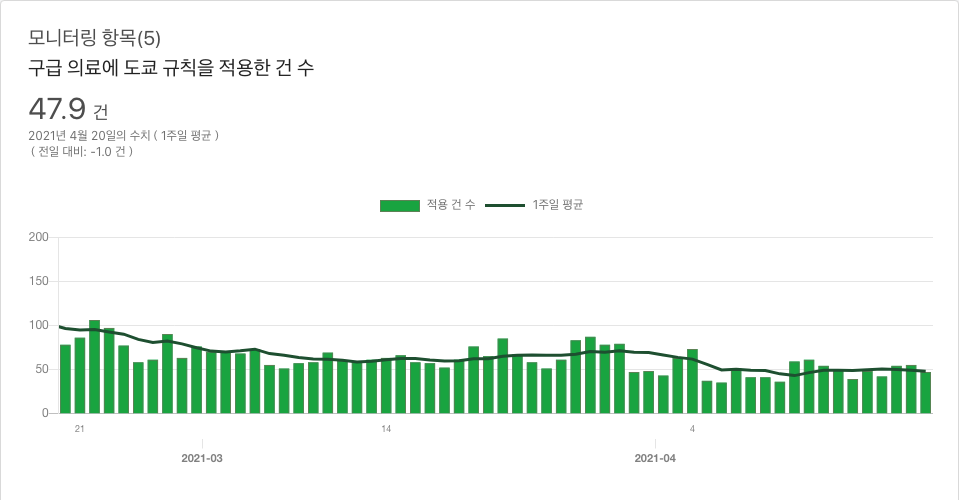 모니터링 항목(5)
구급 의료에 도쿄 규칙을 적용한 건 수
47.9 건
2021년 4월 20일의 수치 ( 1주일 평균 )
( 전일 대비: -1.0 건 )
적용 건 수 1주일 평균
200
150
100
50
0
21 14 4
2021-03 2021-04